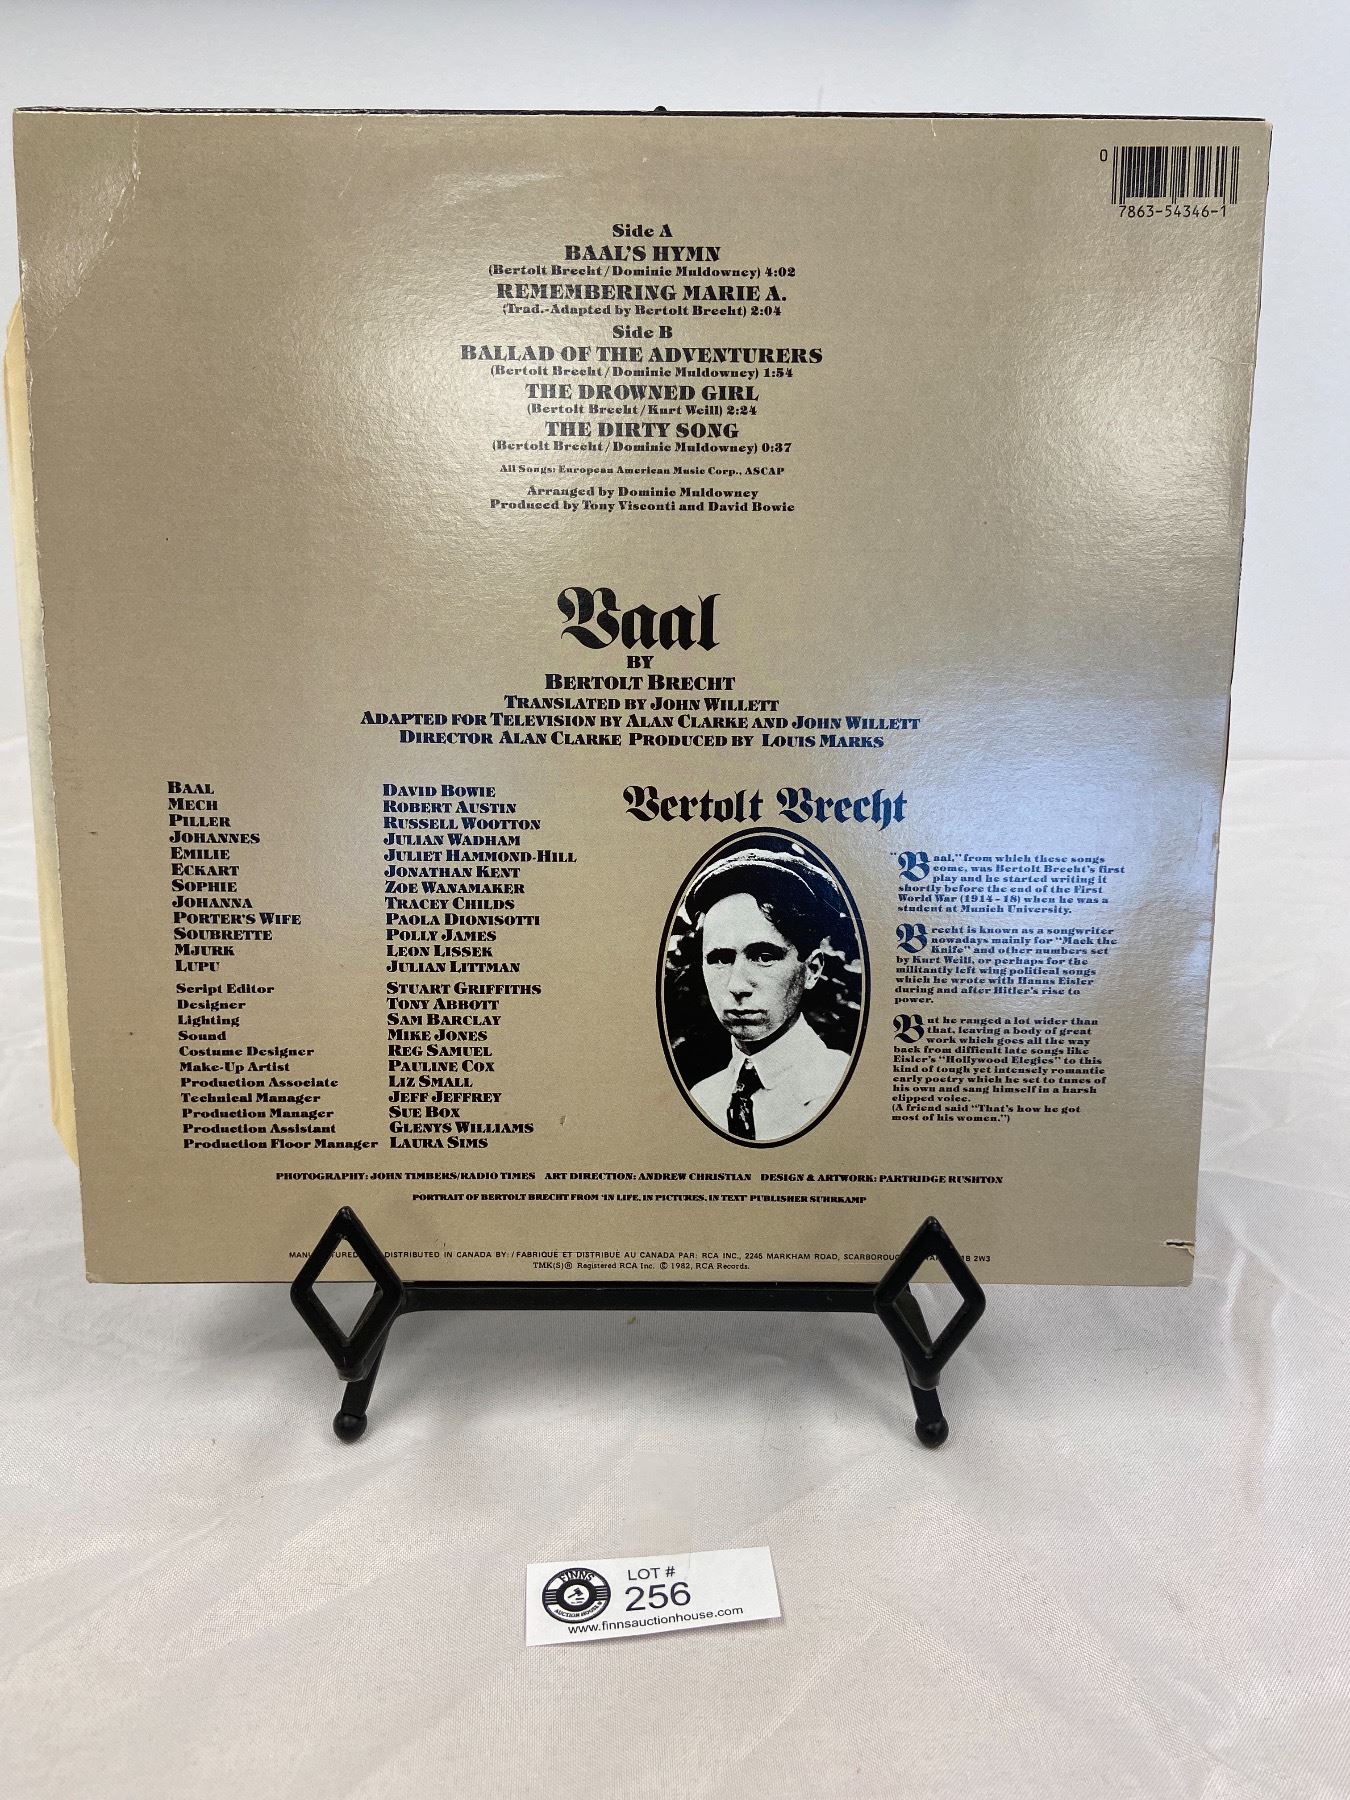 0
7863-54346-1
Side A
BAAL'S HYMN
(Bertolt Brecht/Dominic Muldowney) 4:02
REMEMBERING MARIE A.
(Trad.-Adapted by Bertolt Brecht) 2:04
Side B
BALLAD OF THE ADVENTURERS
(Bertolt Brecht/Dominic Muldowney) 1:54
THE DROWNED GIRL
(Bertolt Brecht/Kurt Weill) 2:24
THE DIRTY SONG
(Bertolt Brecht/Dominic Muldowney) 0:37
All Songs: European American Music Corp., ASCAP
Arranged by Dominic Muldowney
Produced by Tony Visconti and David Bowie
Baal
BY
BERTOLT BRECHT
TRANSLATED BY JOHN WILLETT
ADAPTED FOR TELEVISION BY ALAN CLARKE AND JOHN WILLETT
DIRECTOR ALAN CLARKE PRODUCED BY LOUIS MARKS
BAAL DAVID BOWIE
MECH ROBERT AUSTIN
PILLER RUSSELL WOOTTON
JOHANNES JULIAN WADHAM
EMILIE JULIET HAMMOND-HILL
ECKART JONATHAN KENT
SOPHIE ZOE WANAMAKER
JOHANNA TRACEY CHILDS
PORTER'S WIFE PAOLA DIONISOTTI
SOUBRETTE POLLY JAMES
MJURK LEON LISSEK
LUPU JULIAN LITTMAN
Script Editor STUART GRIFFITHS
Designer TONY ABBOTT
Lighting SAM BARCLAY
Sound MIKE JONES
Costume Designer REG SAMUEL
Make-Up Artist PAULINE COX
Production Associate LIZ SMALL
Technical Manager JEFF JEFFREY
Production Manager SUE BOX
Production Assistant GLENYS WILLIAMS
Production Floor Manager LAURA SIMS
Bertolt Brecht
"Baal," from which these songs
come, was Bertolt Brecht's first
play and he started writing it
shortly before the end of the First
World War (1914-18) when he was a
student at Munich University.
Brecht is known as a songwriter
nowadays mainly for "Mack the
Knife" and other numbers set
by Kurt Weill, or perhaps for the
militantly left wing political songs
which he wrote with Hanns Eisler
during and after Hitler's rise to
power.
But he ranged a lot wider than
that, leaving a body of great
work which goes all the way
back from difficult late songs like
Eisler's "Hollywood Elegies" to this
kind of tough yet intensely romantic
early poetry which he set to tunes of
his own and sang himself in a harsh
clipped voice.
(A friend said "That's how he got
most of his women.")
PHOTOGRAPHY: JOHN TIMBERS/RADIO TIMES ART DIRECTION: ANDREW CHRISTIAN DESIGN & ARTWORK: PARTRIDGE RUSHTON
PORTRAIT OF BERTOLT BRECHT FROM 'IN LIFE, IN PICTURES, IN TEXT' PUBLISHER SUHRKAMP
DISTRIBUTED IN CANADA BY: / FABRIQUÉ ET DISTRIBUÉ AU CANADA PAR: RCA INC., 2245 MARKHAM ROAD, 2W3
TMK(S)® Registered RCA Inc. © 1982, RCA Records.
FINNS
AUCTION HOUSE
LOT #
256
www.finnsauctionhouse.com